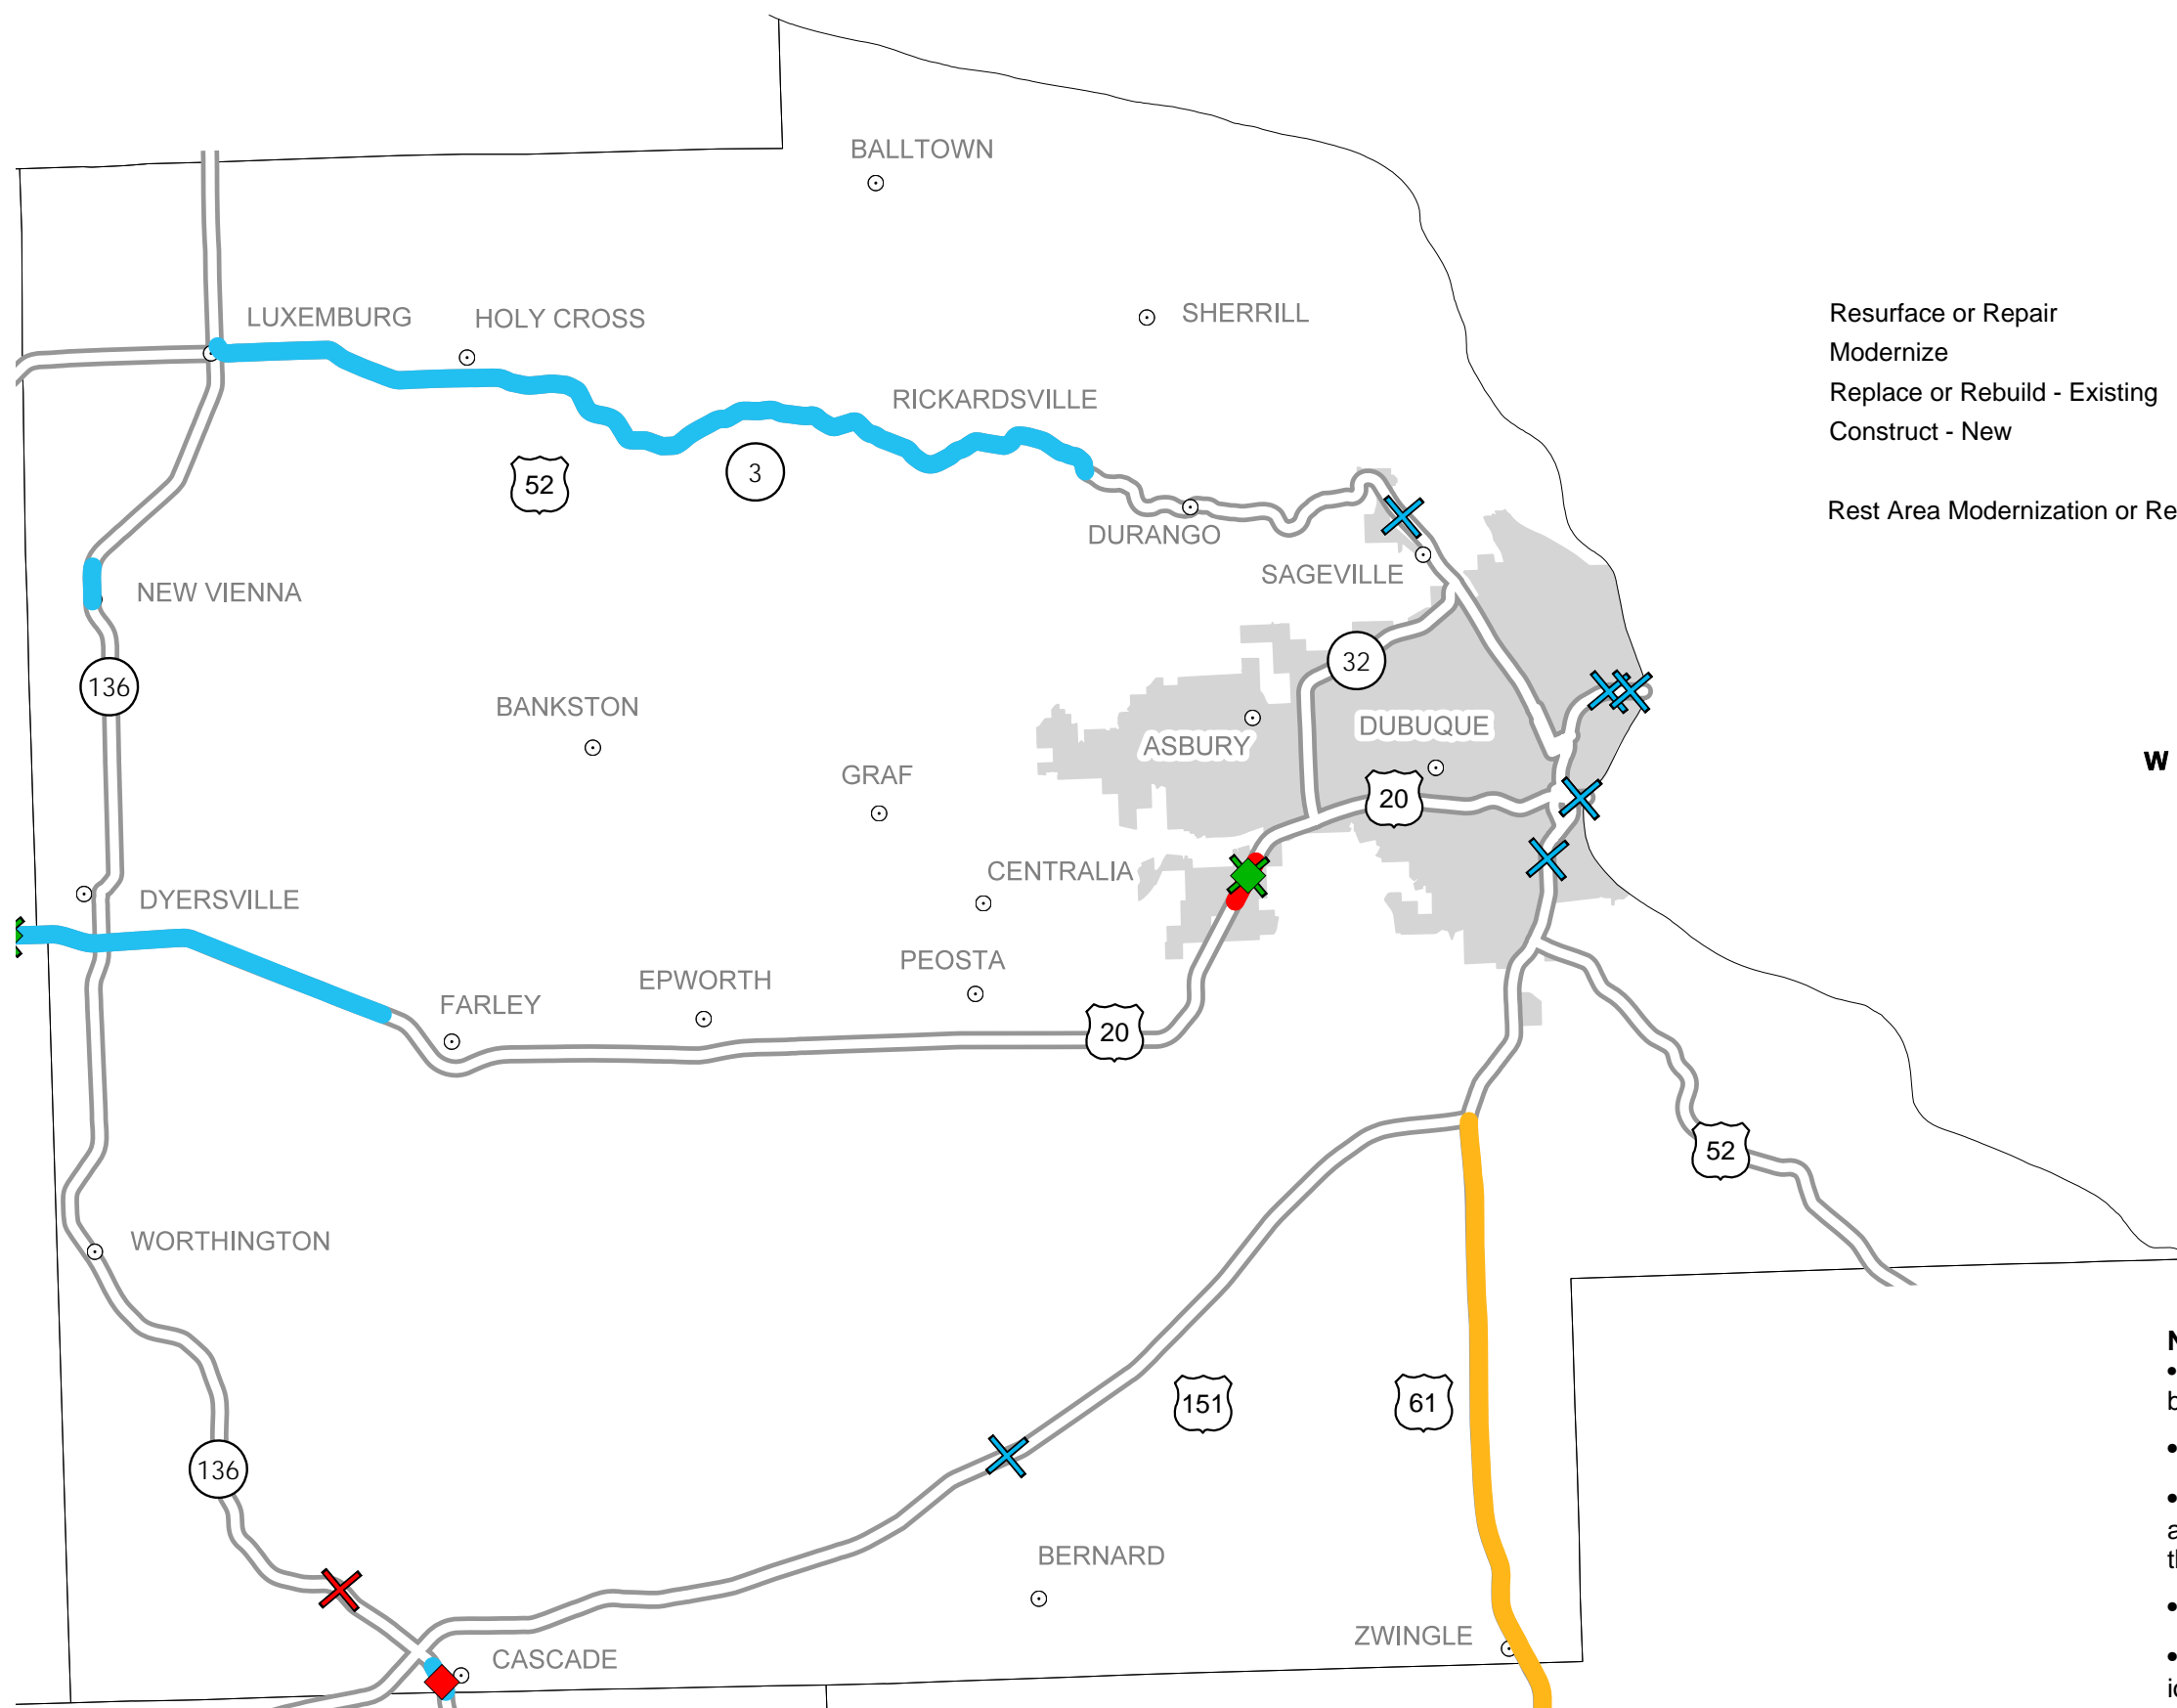 BALLTOWN
LUXEMBURG
HOLY CROSS
SHERRILL
Resurface or Repair
Modernize
RICKARDSVILLE
Replace or Rebuild - Existing
Construct - New
52
3
Rest Area Modernization or Re
DURANGO
SAGEVILLE
NEW VIENNA
32
136
BANKSTON
DUBUQUE
ASBURY
W
GRAF
20
CENTRALIA
DYERSVILLE
PEOSTA
EPWORTH
FARLEY
20
52
WORTHINGTON
N
•
b
151
61
•
136
•
a
th
BERNARD
•
ZWINGLE
CASCADE
•
ic